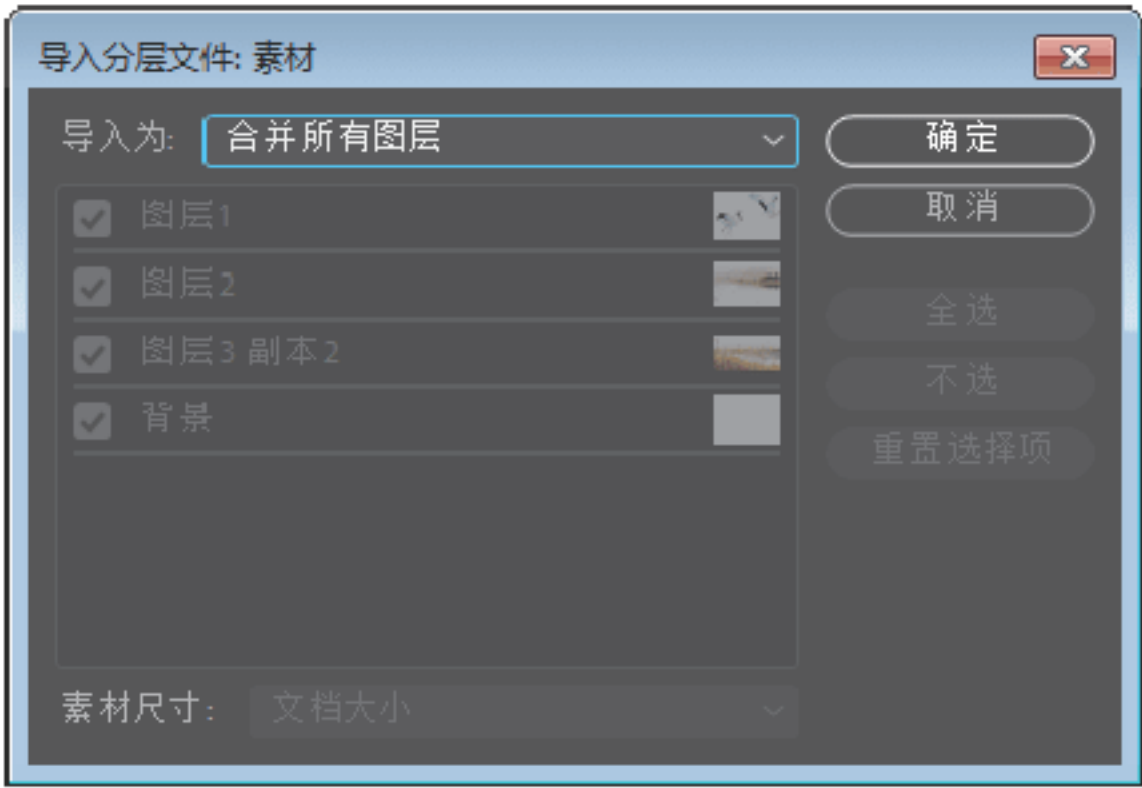 导入分层文件: 素材
导入为: 合并所有图层
确定
取消
图层1
图层2
图层3 副本2
背景
全选
不选
重置选择项
素材尺寸: 文档大小